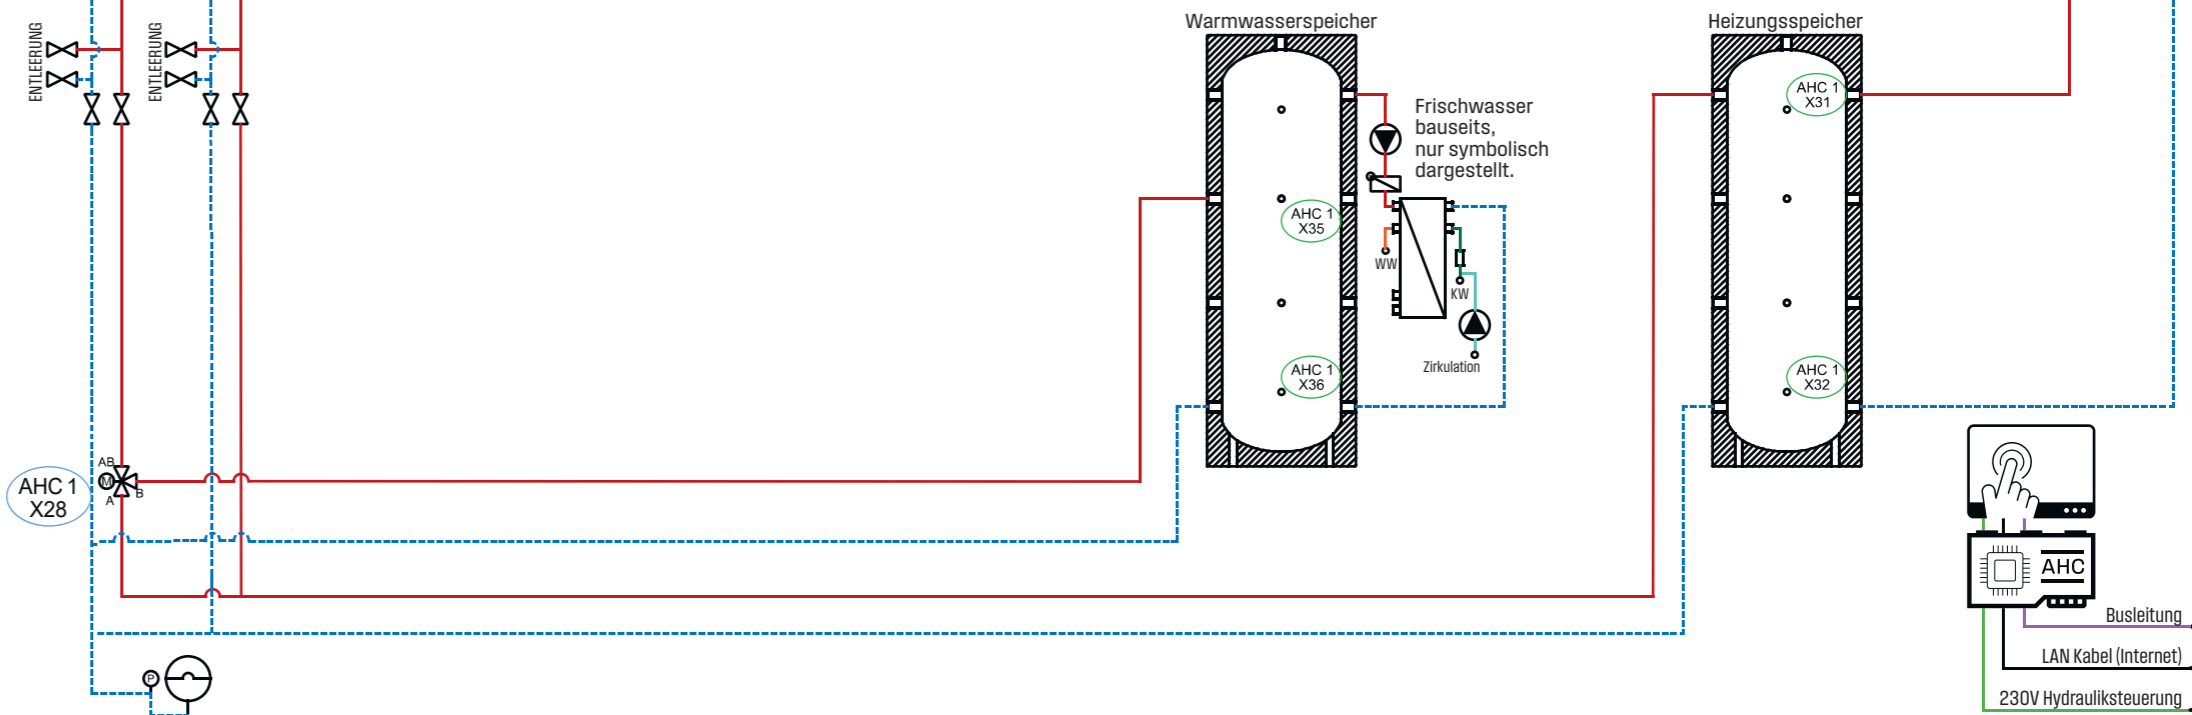 ENTLEERUNG
ENTLEERUNG
Warmwasserspeicher
Heizungsspeicher
AHC 1
X31
Frischwasser
bauseits,
nur symbolisch
dargestellt.
AHC 1
X35
WW
KW
Zirkulation
AHC 1
X36
AHC 1
X32
AB
M
B
A
AHC 1
X28
P
AHC
Busleitung
LAN Kabel (Internet)
230V Hydrauliksteuerung